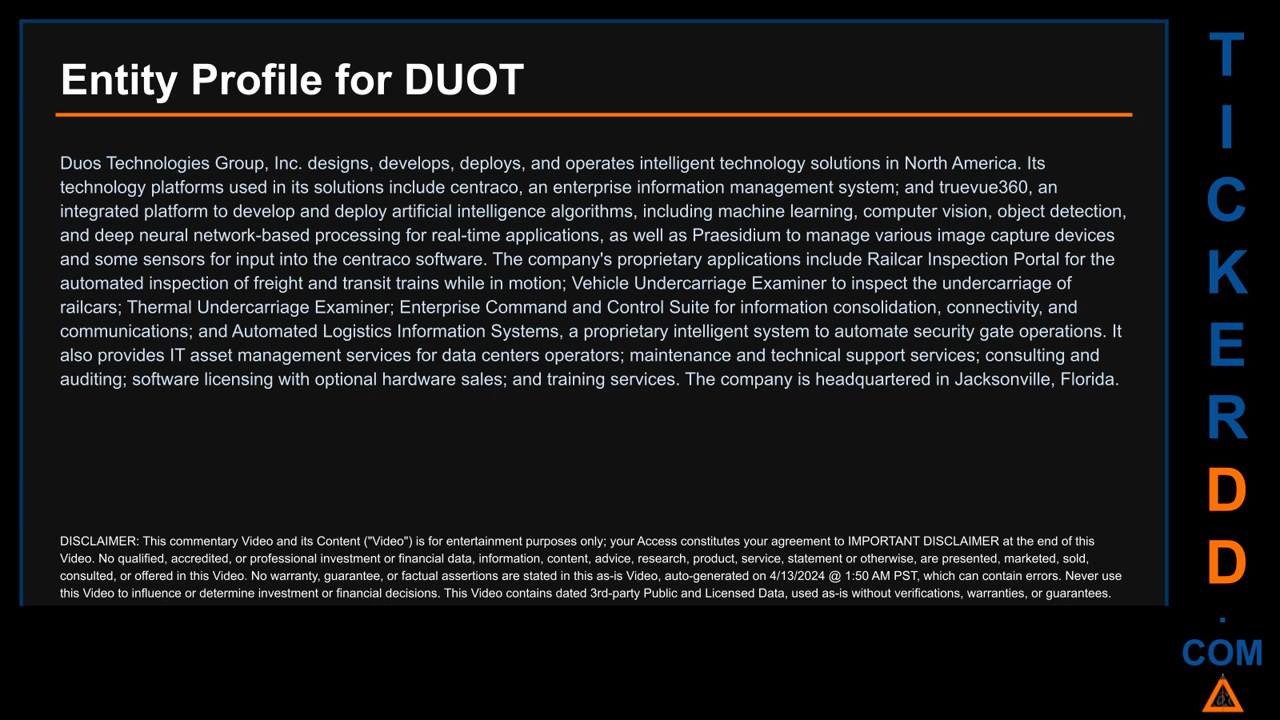 Entity Profile for DUOT
Duos Technologies Group, Inc. designs, develops, deploys, and operates intelligent technology solutions in North America. Its
technology platforms used in its solutions include centraco, an enterprise information management system; and truevue360, an
integrated platform to develop and deploy artificial intelligence algorithms, including machine learning, computer vision, object detection,
and deep neural network-based processing for real-time applications, as well as Praesidium to manage various image capture devices
and some sensors for input into the centraco software. The company's proprietary applications include Railcar Inspection Portal for the
automated inspection of freight and transit trains while in motion; Vehicle Undercarriage Examiner to inspect the undercarriage of
railcars; Thermal Undercarriage Examiner; Enterprise Command and Control Suite for information consolidation, connectivity, and
communications; and Automated Logistics Information Systems, a proprietary intelligent system to automate security gate operations. It
also provides IT asset management services for data centers operators; maintenance and technical support services; consulting and
auditing; software licensing with optional hardware sales; and training services. The company is headquartered in Jacksonville, Florida.
DISCLAIMER: This commentary Video and its Content ("Video") is for entertainment purposes only; your Access constitutes your agreement to IMPORTANT DISCLAIMER at the end of this
Video. No qualified, accredited, or professional investment or financial data, information, content, advice, research, product, service, statement or otherwise, are presented, marketed, sold,
consulted, or offered in this Video. No warranty, guarantee, or factual assertions are stated in this as-is Video, auto-generated on 4/13/2024 @ 1:50 AM PST, which can contain errors. Never use
this Video to influence or determine investment or financial decisions. This Video contains dated 3rd-party Public and Licensed Data, used as-is without verifications, warranties, or guarantees.
T
I
C
K
E
R
D
D
.
COM